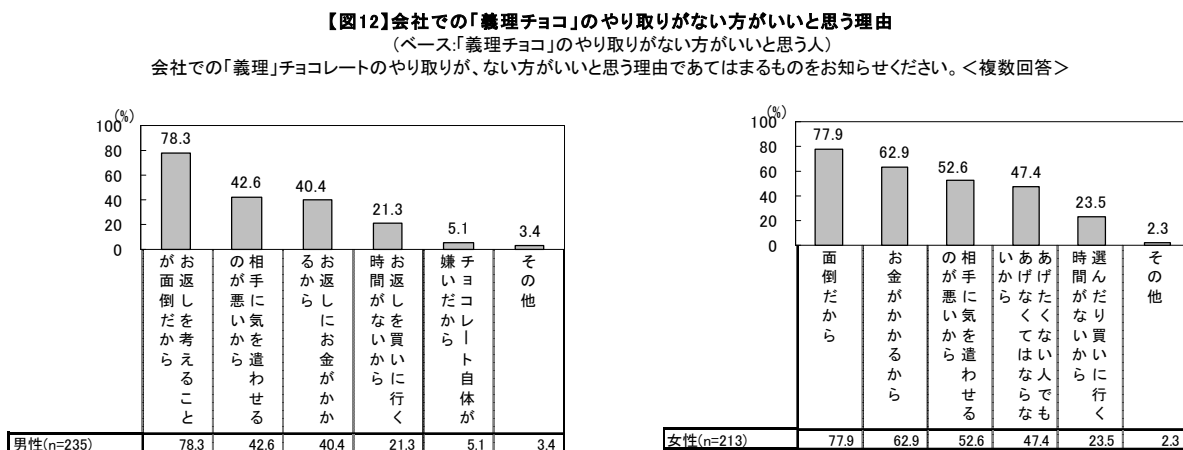 【図12】会社での「義理チョコ」のやり取りがない方がいいと思う理由
(ベース:「義理チョコ」のやり取りがない方がいいと思う人)
会社での「義理」チョコレートのやり取りが、ない方がいいと思う理由であてはまるものをお知らせください。<複数回答>
(%)
100
80
60
40
20
0
78.3
42.6
40.4
21.3
5.1
3.4
お返しを考えること
が面倒だから
相手に気を遣わせる
のが悪いから
お返しにお金がかか
るから
お返しを買いに行く
時間がないから
チョコレート自体が
嫌いだから
その他
男性(n=235) 78.3 42.6 40.4 21.3 5.1 3.4
(%)
100
80
60
40
20
0
77.9
62.9
52.6
47.4
23.5
2.3
面倒だから
お金がかかるから
相手に気を遣わせる
のが悪いから
あげたくない人でも
あげなくてはならな
いから
選んだり買いに行く
時間がないから
その他
女性(n=213) 77.9 62.9 52.6 47.4 23.5 2.3